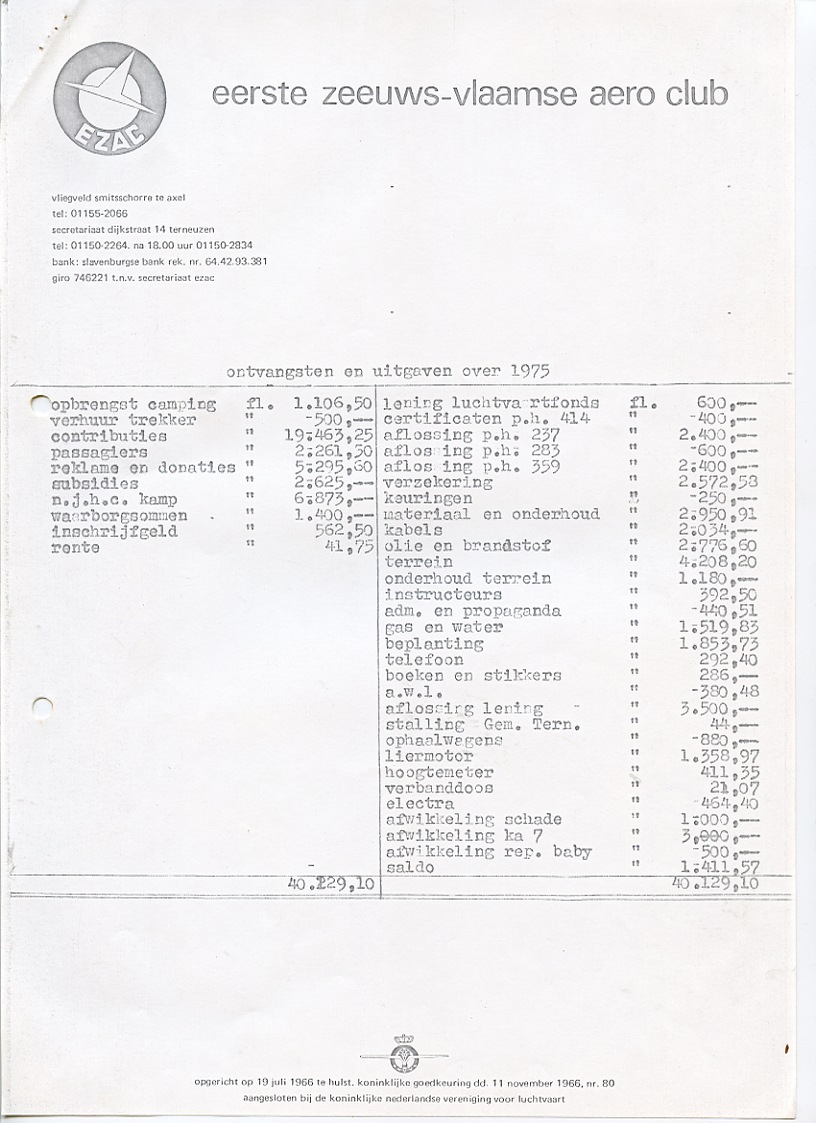 EZAC
eerste zeeuws-vlaamse aero club
vliegveld smitsschorre te axel
tel: 01155-2066
secretariaat dijkstraat 14 terneuzen
tel: 01150-2264. na 18.00 uur 01150-2834
bank: slavenburgse bank rek. nr. 64.42.93.381
giro 746221 t.n.v. secretariaat ezac
ontvangsten en uitgaven over 1975
opbrengst camping fl. 1.106,50
verhuur trekker " -500,--
contributies " 19.463,25
passagiers " 2.261,50
reklame en donaties " 5.295,60
subsidies " 2.625,--
n.j.h.c. kamp " 6.873,--
waarborgsommen " 1.400,--
inschrijfgeld " 562,50
rente " 41,75
40.129,10
lening luchtvaartfonds fl. 600,--
certificaten p.h. 414 " -400,--
aflossing p.h. 237 " 2.400,--
aflossing p.h. 283 " -600,--
aflossing p.h. 359 " 2.400,--
verzekering " 2.572,58
keuringen " -250,--
materiaal en onderhoud " 2.950,91
kabels " 2.034,--
olie en brandstof " 2.776,60
terrein " 4.208,20
onderhoud terrein " 1.180,--
instructeurs " 392,50
adm. en propaganda " -440,51
gas en water " 1.519,83
beplanting " 1.853,73
telefoon " 292,40
boeken en stikkers " 286,--
a.w.l. " -380,48
aflossing lening - " 3.500,--
stalling Gem. Tern. " 44,--
ophaalwagens " -880,--
liermotor " 1.358,97
hoogtemeter " 411,35
verbanddoos " 21,07
electra " -464,40
afwikkeling schade " 1.000,--
afwikkeling ka 7 " 3,000,--
afwikkeling rep. baby " -500,--
saldo " 1.411,57
40.129,10
opgericht op 19 juli 1966 te hulst. koninklijke goedkeuring dd. 11 november 1966, nr. 80
aangesloten bij de koninklijke nederlandse vereniging voor luchtvaart